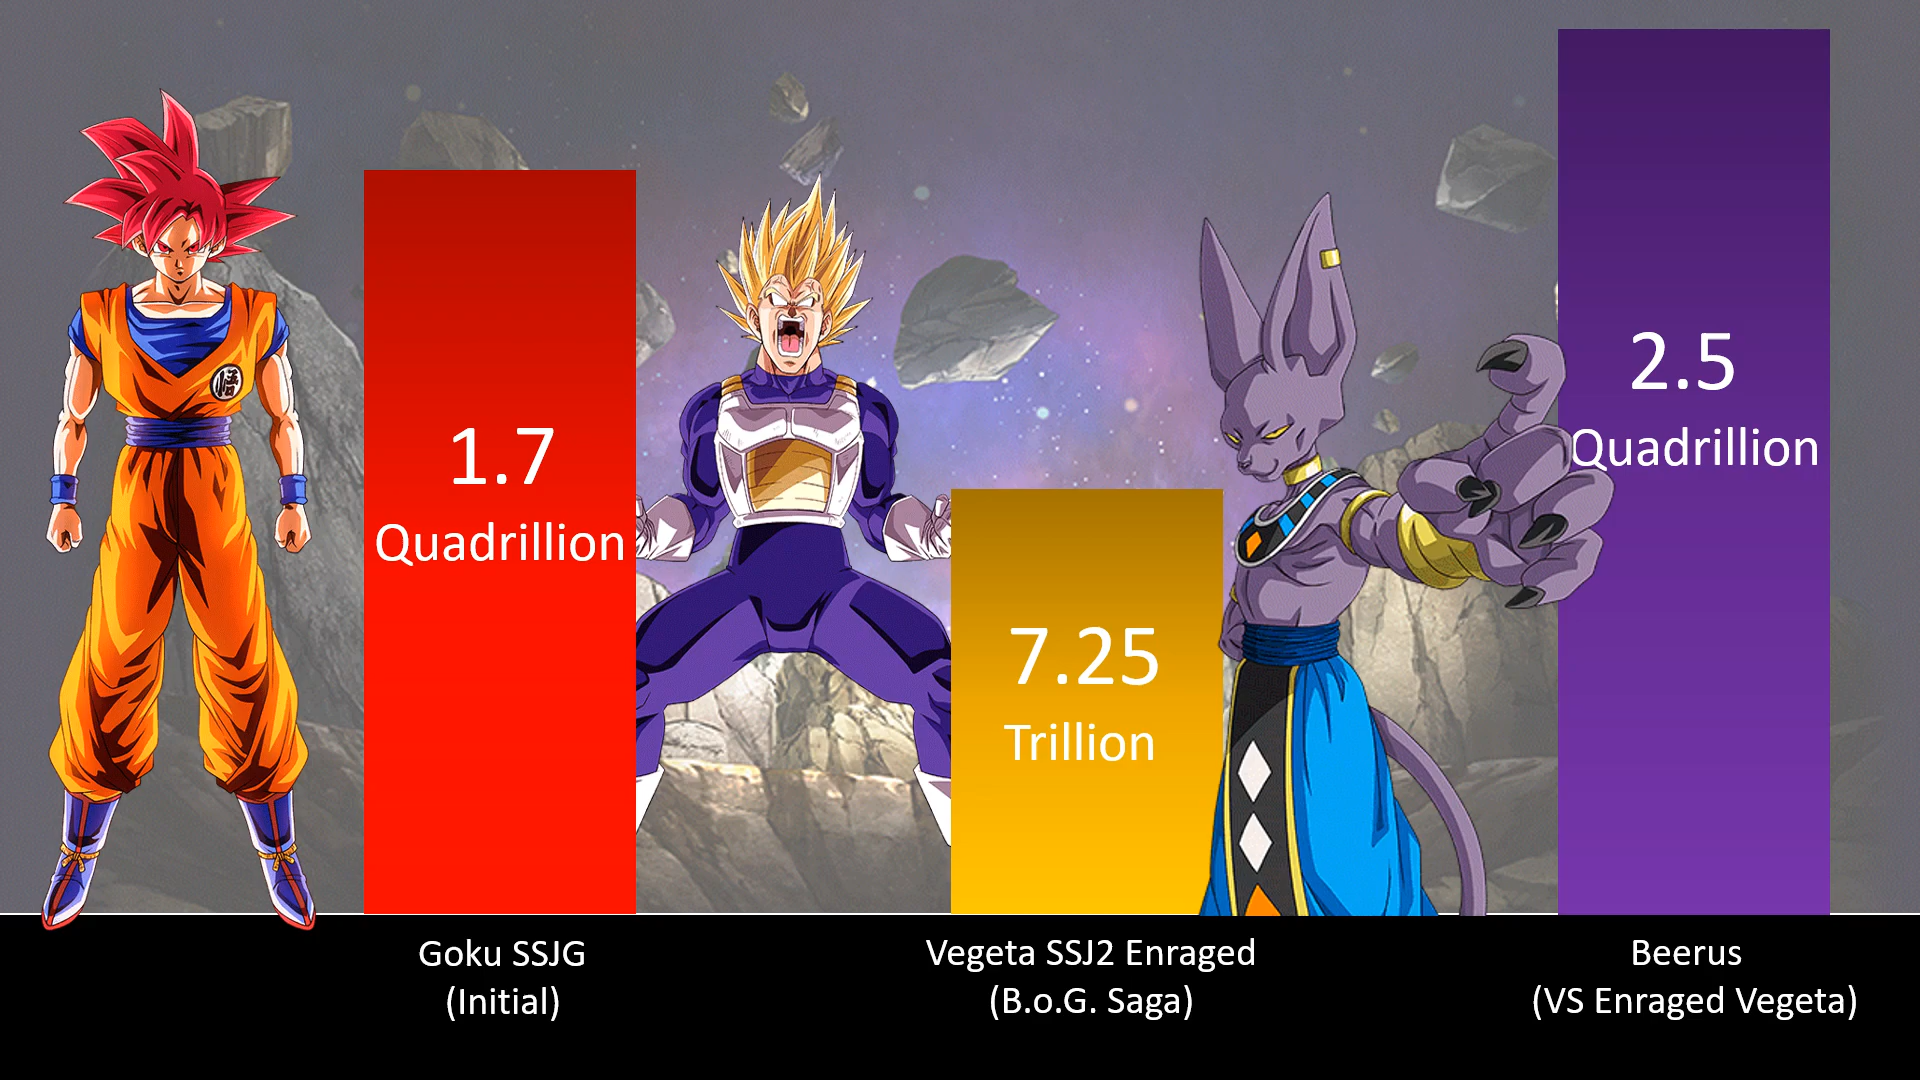 1.7
Quadrillion
7.25
Trillion
2.5
Quadrillion
悟
Goku SSJG
(Initial)
Vegeta SSJ2 Enraged
(B.o.G. Saga)
Beerus
(VS Enraged Vegeta)